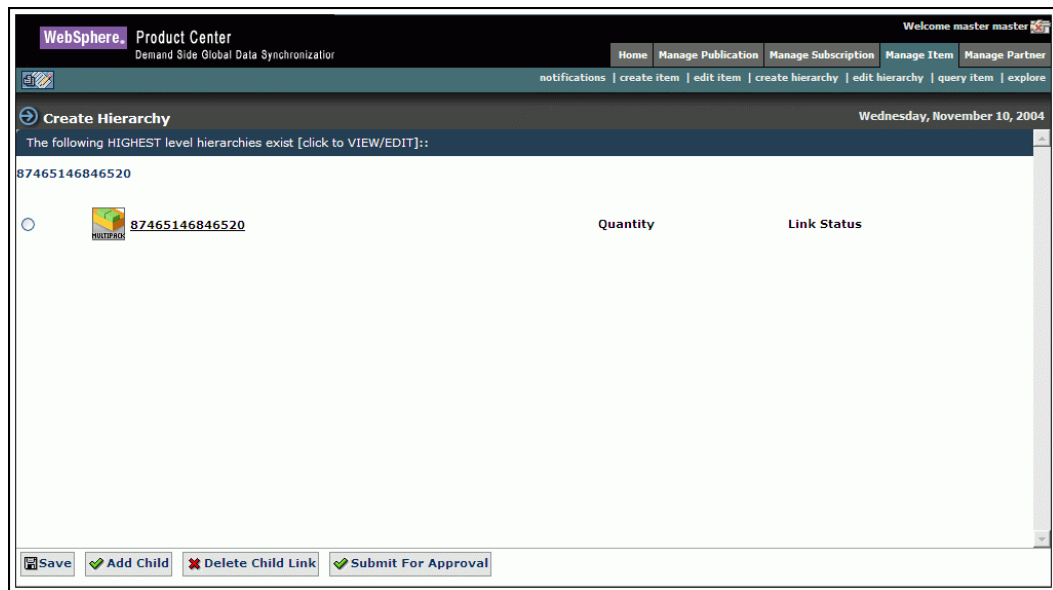 WebSphere. Product Center
Demand Side Global Data Synchronizatior
Welcome master master
Home Manage Publication Manage Subscription Manage Item Manage Partner
notifications | create item | edit item | create hierarchy | edit hierarchy | query item | explore
Create Hierarchy
Wednesday, November 10, 2004
The following HIGHEST level hierarchies exist [click to VIEW/EDIT]::
87465146846520
MULTIPACK 87465146846520 Quantity Link Status
Save Add Child Delete Child Link Submit For Approval